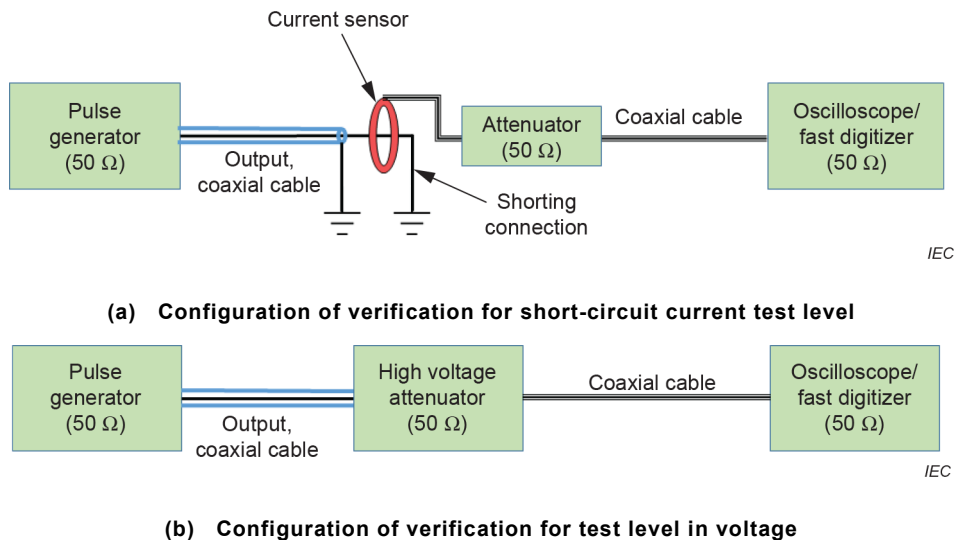 Current sensor
Pulse
generator
(50 Ω)
Output,
coaxial cable
Attenuator
(50 Ω)
Coaxial cable
Oscilloscope/
fast digitizer
(50 Ω)
Shorting
connection
IEC
(a) Configuration of verification for short-circuit current test level
Pulse
generator
(50 Ω)
Output,
coaxial cable
High voltage
attenuator
(50 Ω)
Coaxial cable
Oscilloscope/
fast digitizer
(50 Ω)
IEC
(b) Configuration of verification for test level in voltage